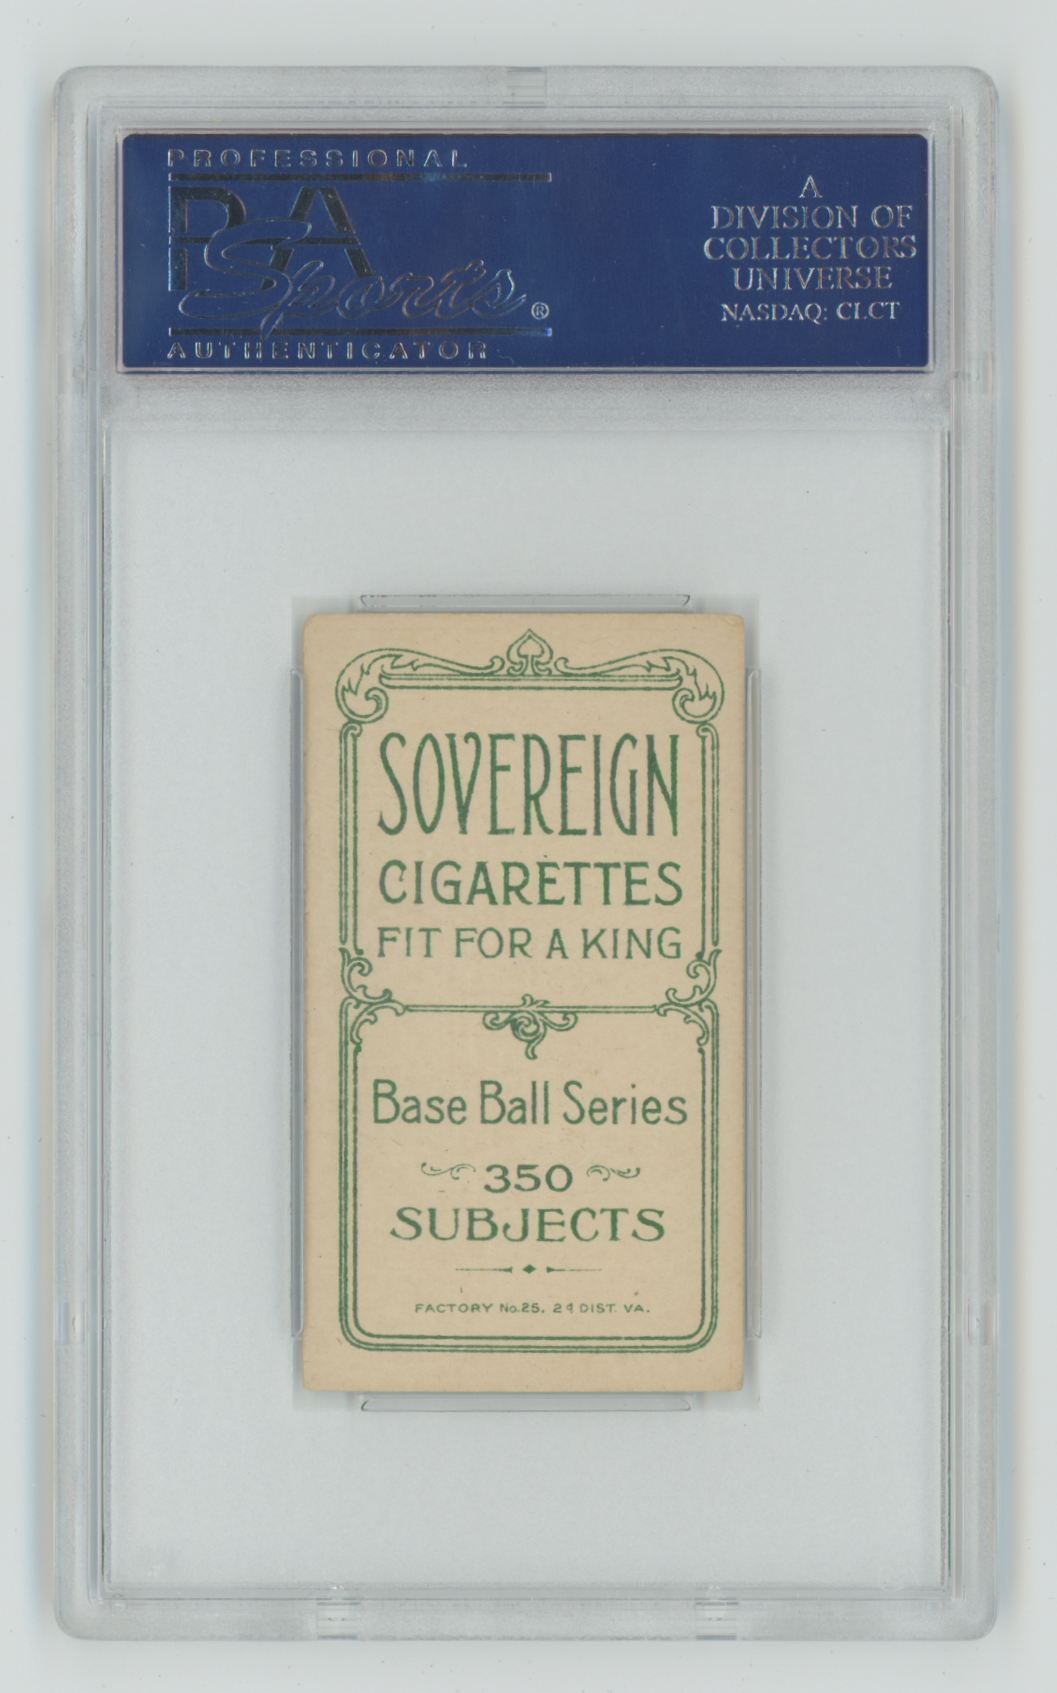 PROFESSIONAL
PSA
Sports®
AUTHENTICATOR
A
DIVISION OF
COLLECTORS
UNIVERSE
NASDAQ: CLCT
SOVEREIGN
CIGARETTES
FIT FOR A KING
Base Ball Series
350
SUBJECTS
FACTORY No.25. 2d DIST. VA.